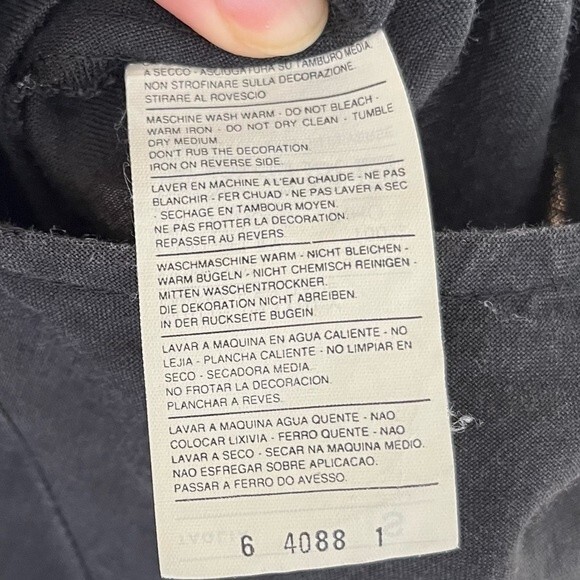 A SECCO - ASCIUGATURA SU TAMBURO MEDIA.
NON STROFINARE SULLA DECORAZIONE.
STIRARE AL ROVESCIO
MASCHINE WASH WARM - DO NOT BLEACH -
WARM IRON - DO NOT DRY CLEAN - TUMBLE
DRY MEDIUM.
DON'T RUB THE DECORATION.
IRON ON REVERSE SIDE.
LAVER EN MACHINE A L'EAU CHAUDE - NE PAS
BLANCHIR - FER CHUAD - NE PAS LAVER A SEC
- SECHAGE EN TAMBOUR MOYEN.
NE PAS FROTTER LA DECORATION.
REPASSER AU REVERS
WASCHMASCHINE WARM - NICHT BLEICHEN -
WARM BÜGELN - NICHT CHEMISCH REINIGEN -
MITTEN WASCHENTROCKNER.
DIE DEKORATION NICHT ABREIBEN.
IN DER RUCKSEITE BUGEIN
LAVAR A MAQUINA EN AGUA CALIENTE - NO
LEJIA - PLANCHA CALIENTE - NO LIMPIAR EN
SECO - SECADORA MEDIA.
NO FROTAR LA DECORACION.
PLANCHAR A REVES.
LAVAR A MAQUINA AGUA QUENTE - NAO
COLOCAR LIXIVIA - FERRO QUENTE - NAO
LAVAR A SECO - SECAR NA MAQUINA MEDIO.
NAO ESFREGAR SOBRE APLICACAO.
PASSAR A FERRO DO AVESSO.
6 4088 1